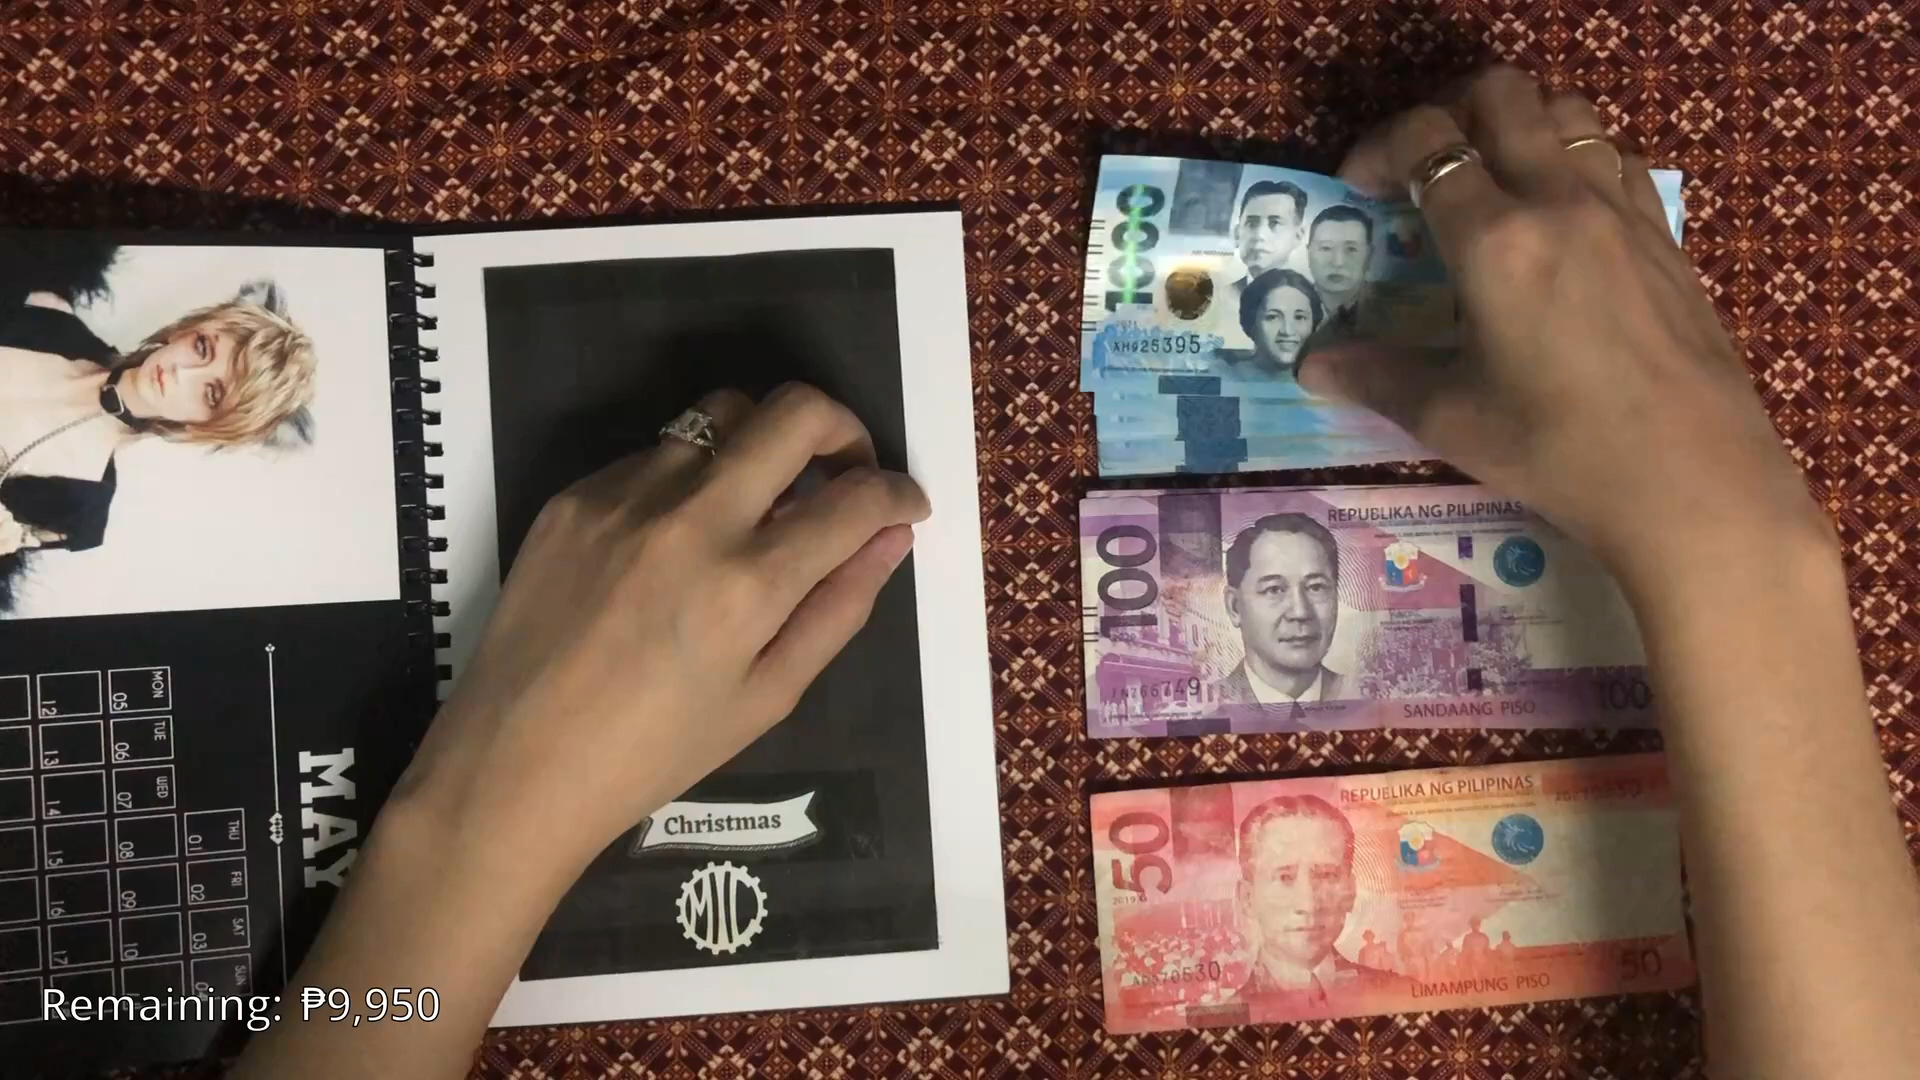 MON
TUE
WED
THU
FRI
SAT
SUN
05
06
07
01
02
03
04
12
13
14
08
09
10
15
16
17
MAY
Christmas
MIC
1000
REPUBLIKA NG PILIPINAS
100
SANDAANG PISO
100
REPUBLIKA NG PILIPINAS
50
2019
LIMAMPUNG PISO
50
Remaining: ₱9,950